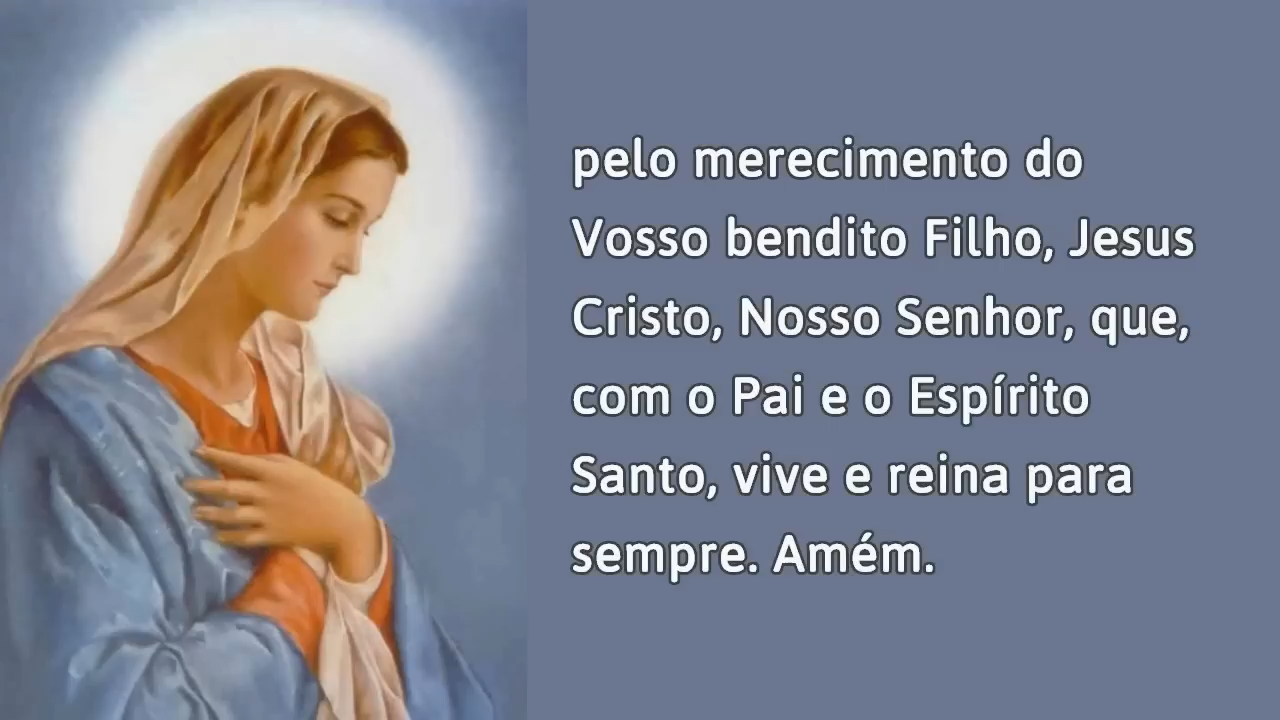 pelo merecimento do
Vosso bendito Filho, Jesus
Cristo, Nosso Senhor, que,
com o Pai e o Espírito
Santo, vive e reina para
sempre. Amém.